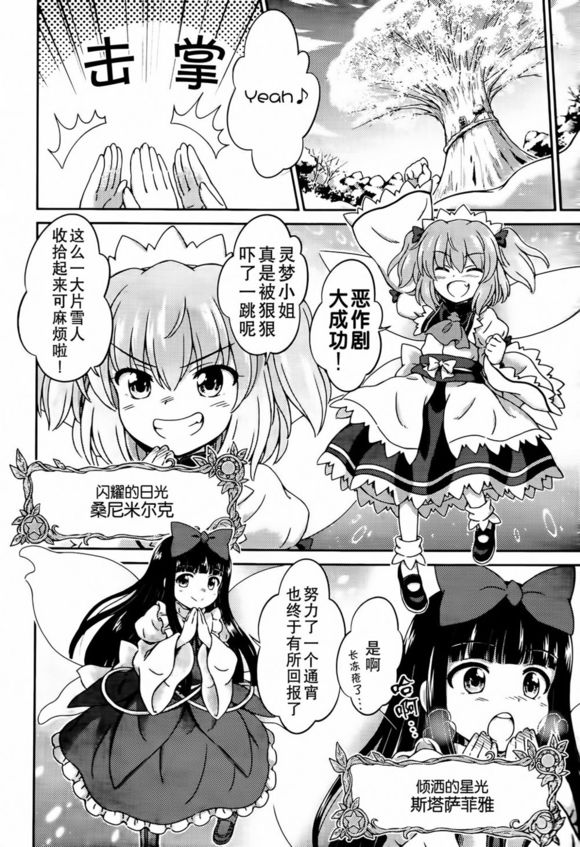 Yeah♪
击掌
恶作剧
大成功！
灵梦小姐
真是被狠狠
吓了一跳呢
这么一大片雪人
收拾起来可麻烦啦！
闪耀的日光
桑尼米尔克
是啊
长冻疮了…
呵…
努力了一个通宵
也终于有所回报了
倾洒的星光
斯塔萨菲雅